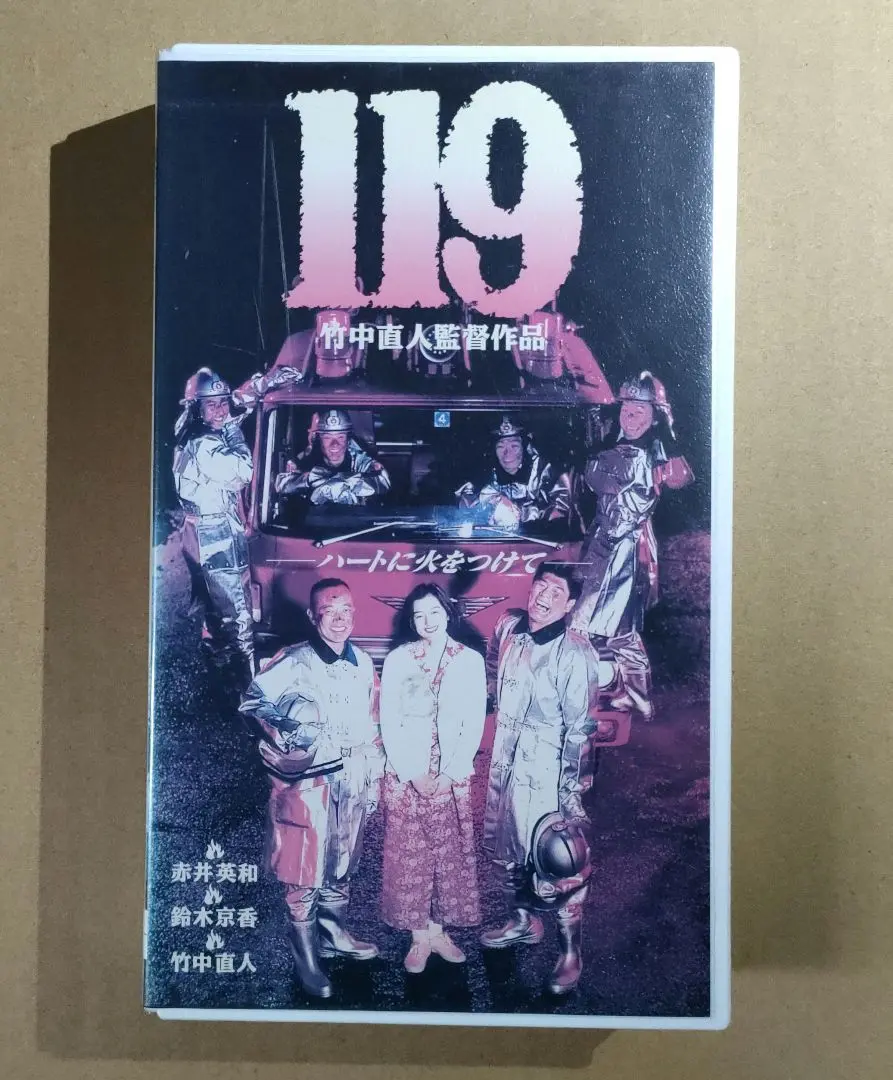 119
竹中直人監督作品
4
ハートに火をつけて
赤井英和
鈴木京香
竹中直人